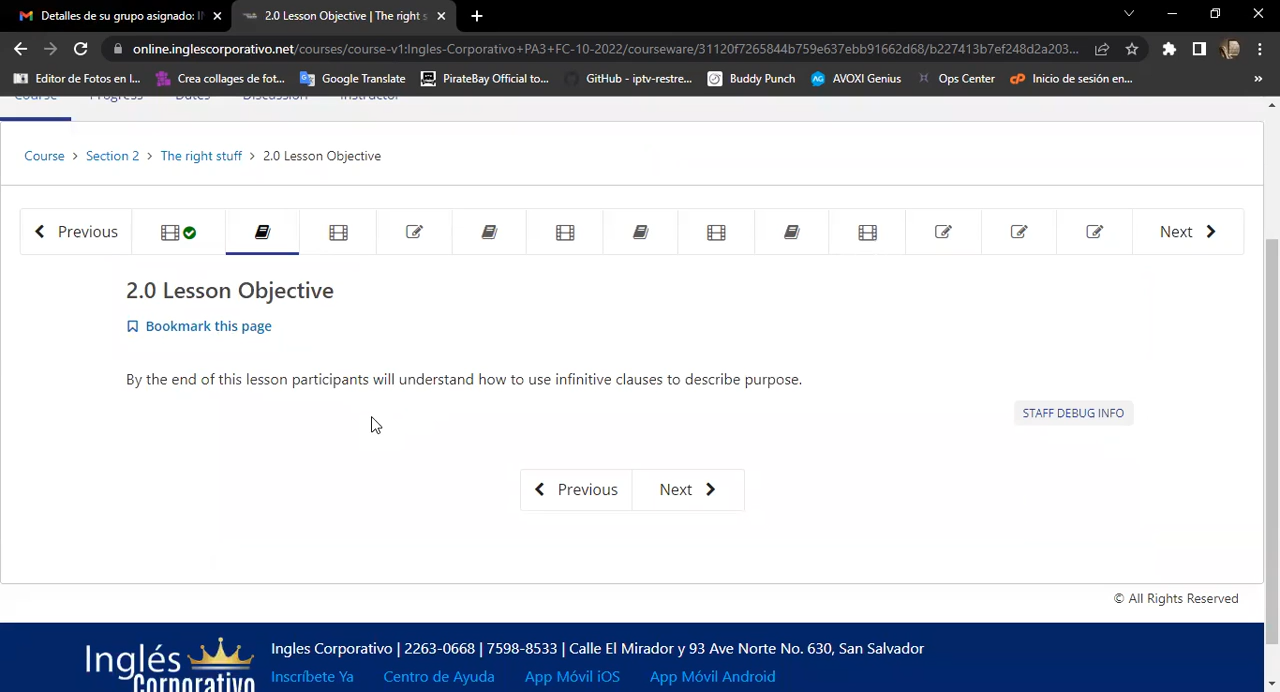 Detalles de su grupo asignado: I
2.0 Lesson Objective | The right s
online.inglescorporativo.net/courses/course-v1:Ingles-Corporativo+PA3+FC-10-2022/courseware/31120f7265844b759e637ebb91662d68/b227413b7ef248d2a203...
Editor de Fotos en l...
Crea collages de fot...
Google Translate
PirateBay Official to...
GitHub - iptv-restre...
Buddy Punch
AVOXI Genius
Ops Center
Inicio de sesión en...
Course Progress Dates Discussion Instructor
Course > Section 2 > The right stuff > 2.0 Lesson Objective
Previous
Next
2.0 Lesson Objective
Bookmark this page
By the end of this lesson participants will understand how to use infinitive clauses to describe purpose.
STAFF DEBUG INFO
Previous
Next
© All Rights Reserved
Inglés Corporativo
Ingles Corporativo | 2263-0668 | 7598-8533 | Calle El Mirador y 93 Ave Norte No. 630, San Salvador
Inscríbete Ya
Centro de Ayuda
App Móvil iOS
App Móvil Android